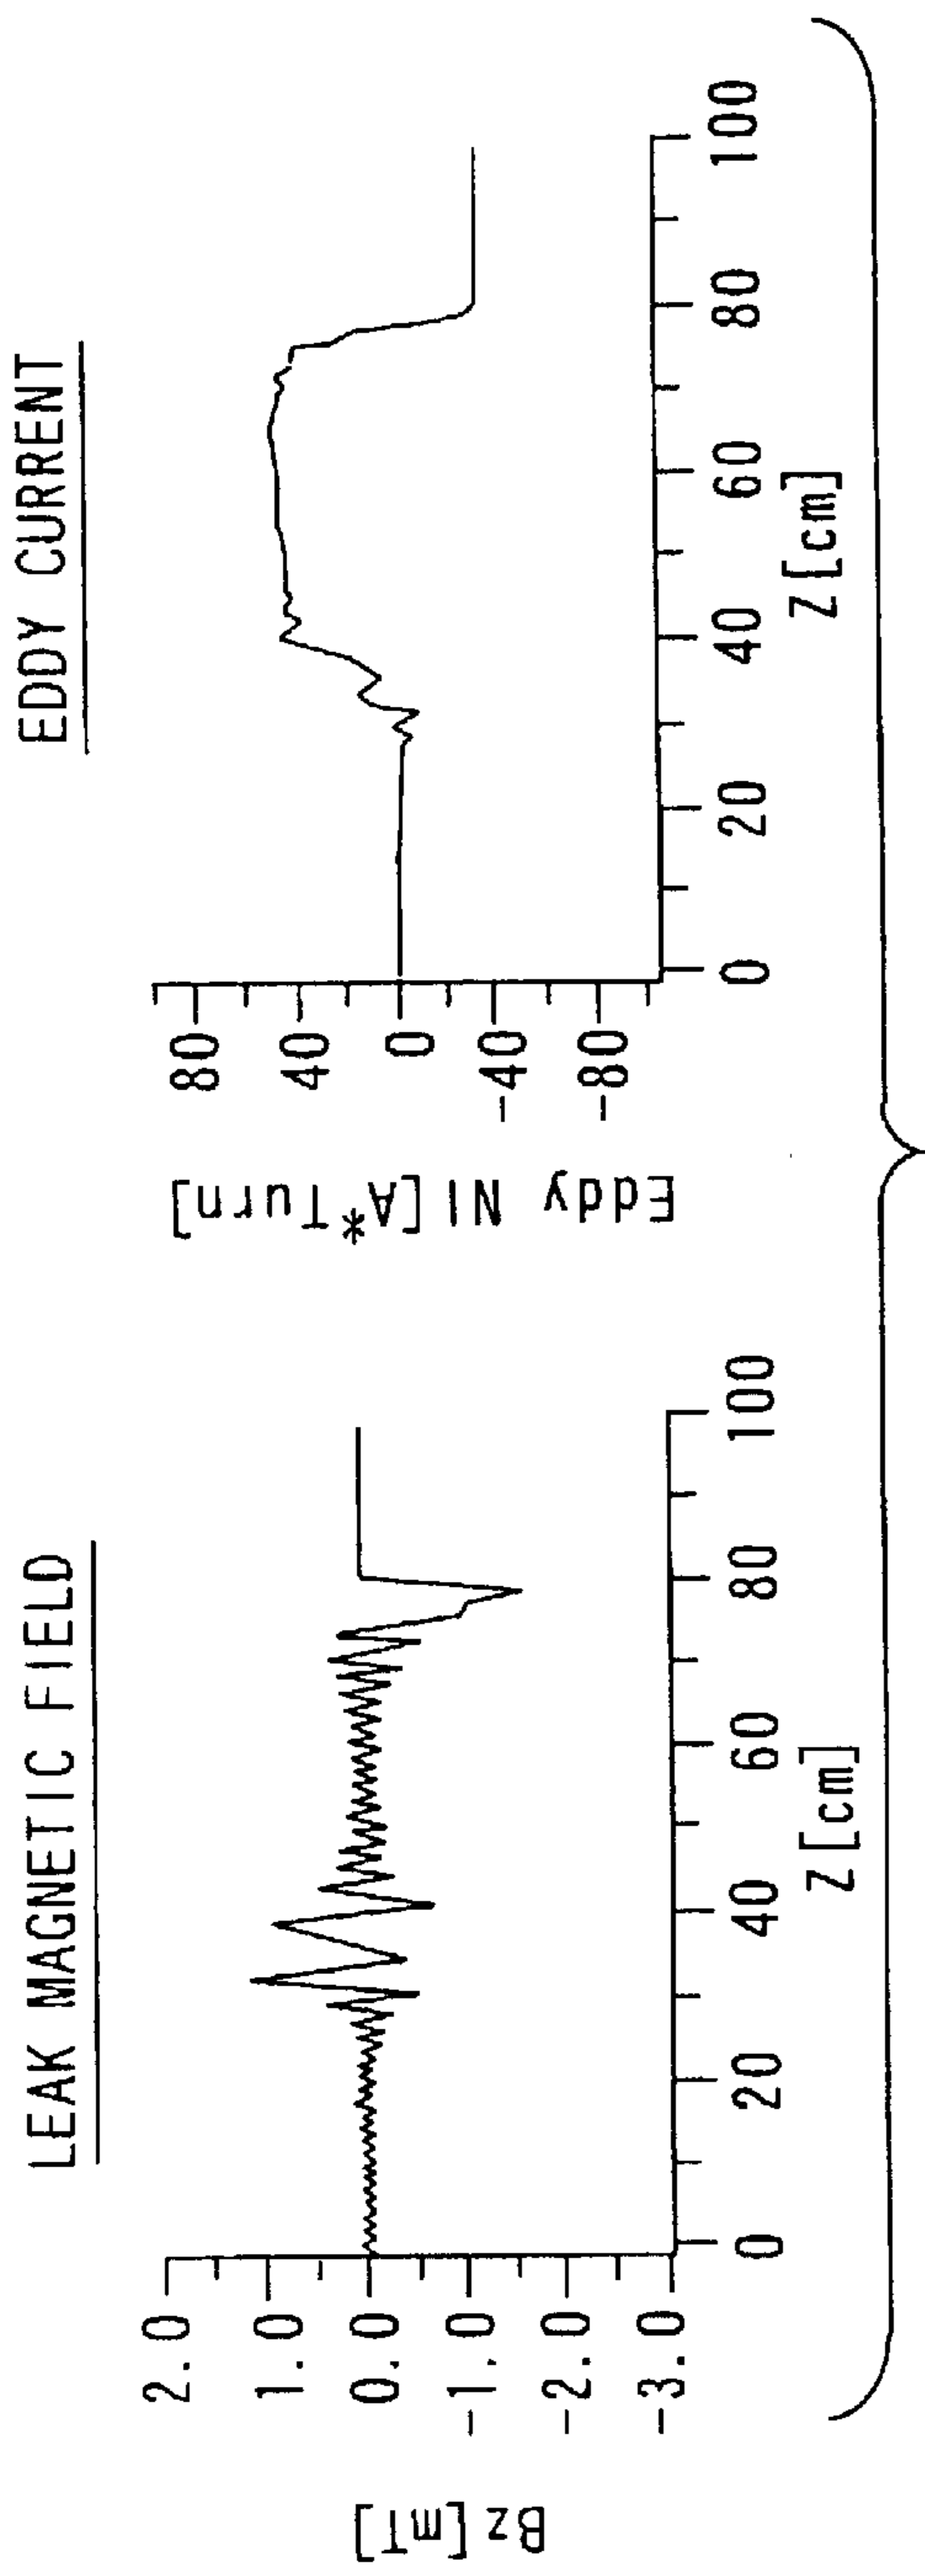 LEAK MAGNETIC FIELD
Bz[mT]
2.0
1.0
0.0
-1.0
-2.0
-3.0
0 20 40 60 80 100
Z[cm]
EDDY CURRENT
Eddy NI[A*Turn]
80
40
0
-40
-80
0 20 40 60 80 100
Z[cm]